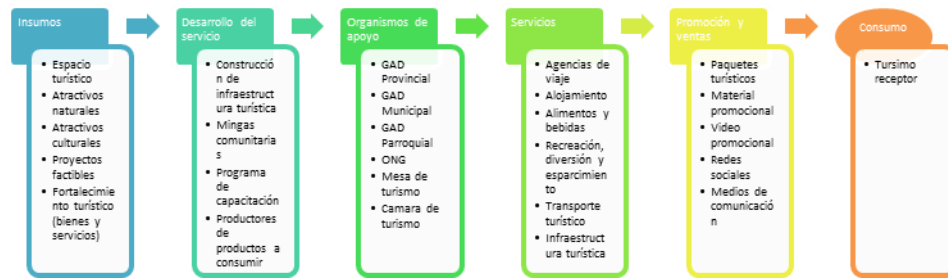 Insumos
• Espacio
turístico
• Atractivos
naturales
• Atractivos
culturales
• Proyectos
factibles
• Fortalecimie
nto turístico
(bienes y
servicios)
Desarrollo del
servicio
• Construcció
n de
infraestruct
ura turística
• Mingas
comunitaria
s
• Programa
de
capacitación
• Productores
de
productos a
consumir
Organismos de
apoyo
• GAD
Provincial
• GAD
Municipal
• GAD
Parroquial
• ONG
• Mesa de
turismo
• Camara de
turismo
Servicios
• Agencias de
viaje
• Alojamiento
• Alimentos y
bebidas
• Recreación,
diversión y
esparcimien
to
• Transporte
turístico
• Infraestruct
ura turística
Promoción y
ventas
• Paquetes
turísticos
• Material
promocional
• Video
promocional
• Redes
sociales
• Medios de
comunicació
n
Consumo
• Tursimo
receptor